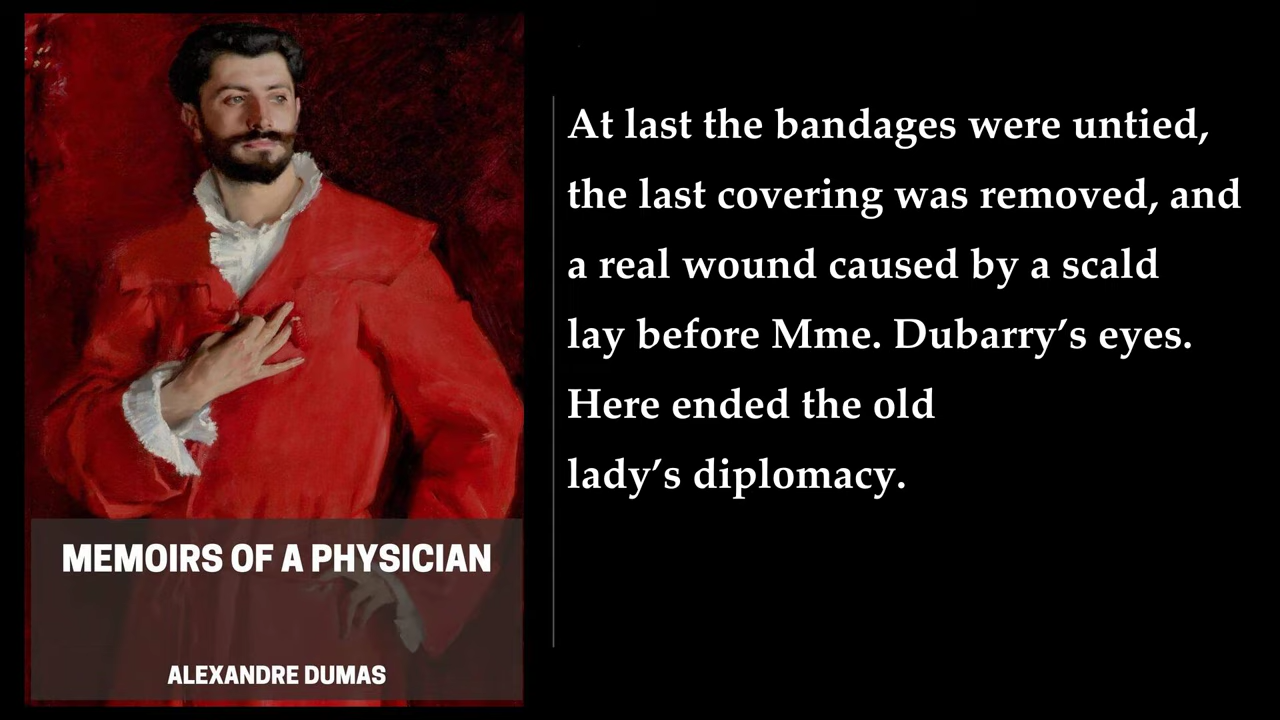 At last the bandages were untied,
the last covering was removed, and
a real wound caused by a scald
lay before Mme. Dubarry’s eyes.
Here ended the old
lady’s diplomacy.
MEMOIRS OF A PHYSICIAN
ALEXANDRE DUMAS